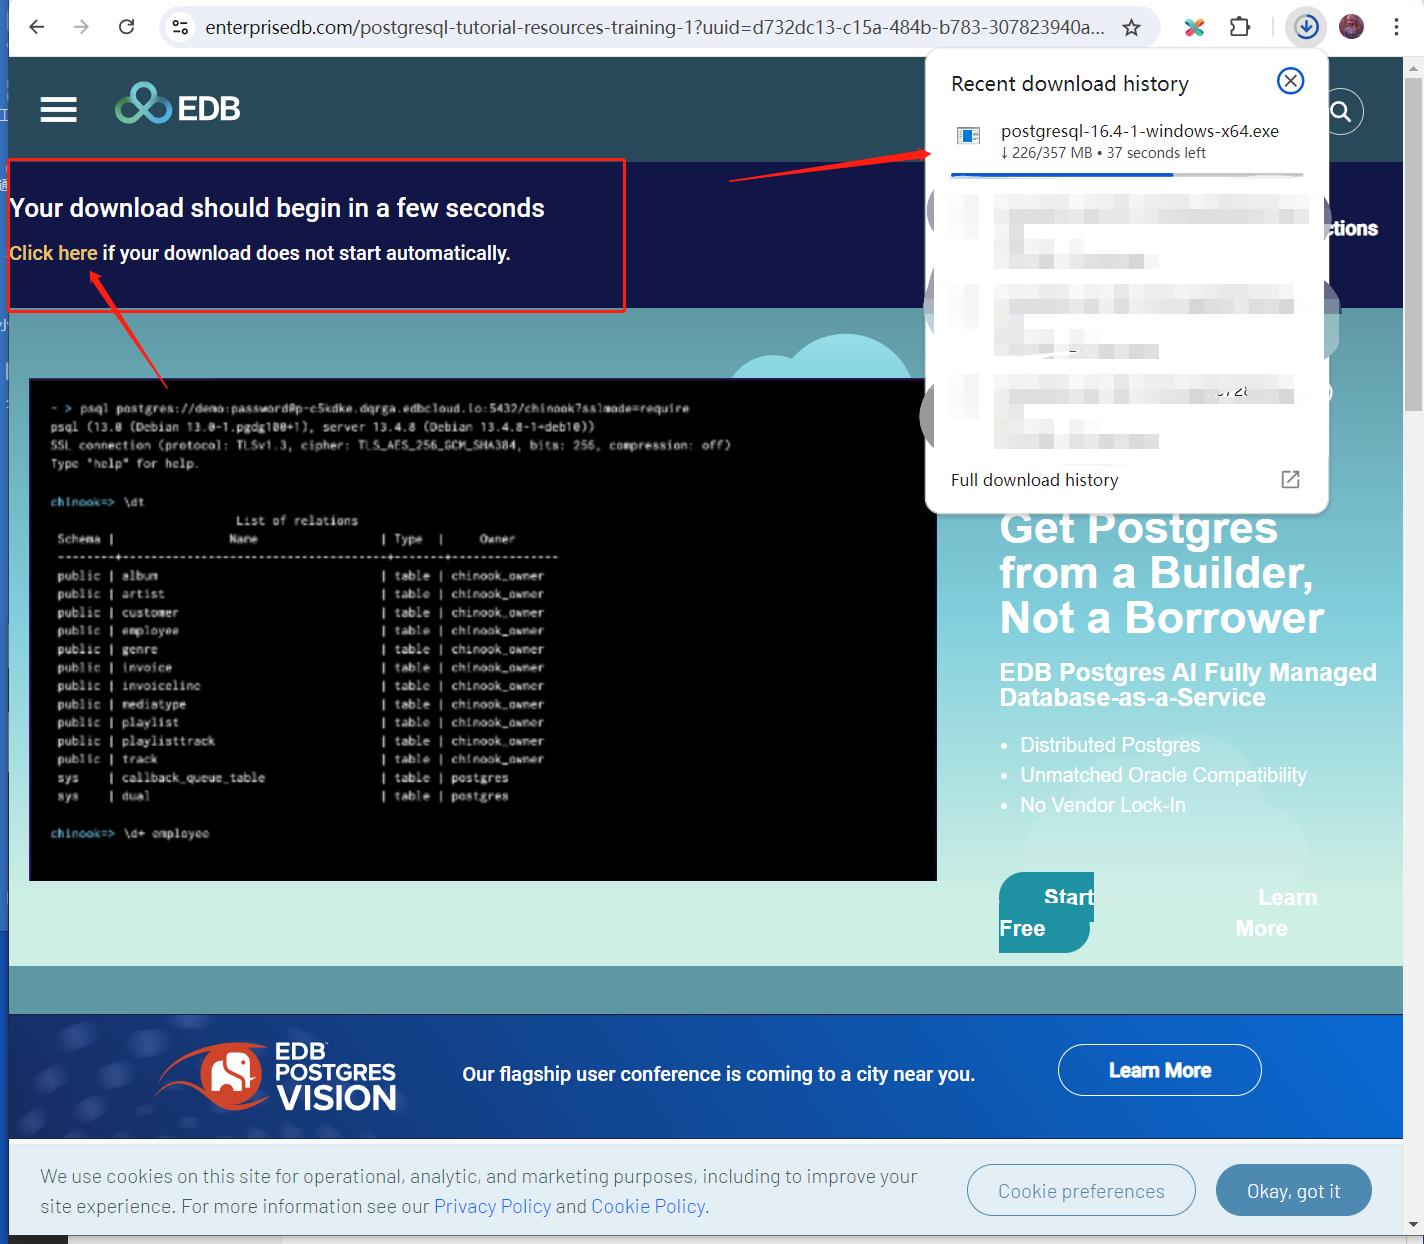 enterprisedb.com/postgresql-tutorial-resources-training-1?uuid=d732dc13-c15a-484b-b783-307823940a...
EDB
Recent download history
postgresql-16.4-1-windows-x64.exe
↓ 226/357 MB • 37 seconds left
Full download history
Your download should begin in a few seconds
Click here if your download does not start automatically.
ctions
~ > psql postgres://demo:password@p-c5kdke.dqrga.edbcloud.io:5432/chinook?sslmode=require
psql (13.0 (Debian 13.0-1.pgdg100+1), server 13.4.8 (Debian 13.4.8-1+deb10))
SSL connection (protocol: TLSv1.3, cipher: TLS_AES_256_GCM_SHA384, bits: 256, compression: off)
Type "help" for help.
chinook=> \dt
List of relations
Schema | Name | Type | Owner
--------+------------------------------------+-------+---------------
public | album | table | chinook_owner
public | artist | table | chinook_owner
public | customer | table | chinook_owner
public | employee | table | chinook_owner
public | genre | table | chinook_owner
public | invoice | table | chinook_owner
public | invoiceline | table | chinook_owner
public | mediatype | table | chinook_owner
public | playlist | table | chinook_owner
public | playlisttrack | table | chinook_owner
public | track | table | chinook_owner
sys | callback_queue_table | table | postgres
sys | dual | table | postgres
chinook=> \d+ employee
Get Postgres
from a Builder,
Not a Borrower
EDB Postgres AI Fully Managed
Database-as-a-Service
• Distributed Postgres
• Unmatched Oracle Compatibility
• No Vendor Lock-In
Start
Free
Learn
More
EDB
POSTGRES
VISION
Our flagship user conference is coming to a city near you.
Learn More
We use cookies on this site for operational, analytic, and marketing purposes, including to improve your
site experience. For more information see our Privacy Policy and Cookie Policy.
Cookie preferences
Okay, got it